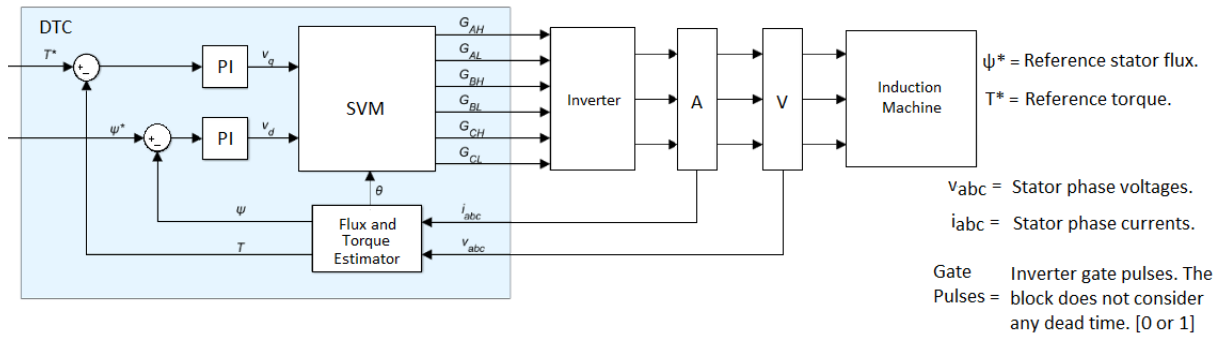 DTC
T*
+
−
PI
v_q
SVM
G_AH
G_AL
G_BH
G_BL
G_CH
G_CL
Inverter
A
V
Induction
Machine
ψ*
+
−
PI
v_d
θ
ψ
T
Flux and
Torque
Estimator
i_abc
v_abc
ψ* = Reference stator flux.
T* = Reference torque.
v_abc = Stator phase voltages.
i_abc = Stator phase currents.
Gate Inverter gate pulses. The
Pulses = block does not consider
any dead time. [0 or 1]